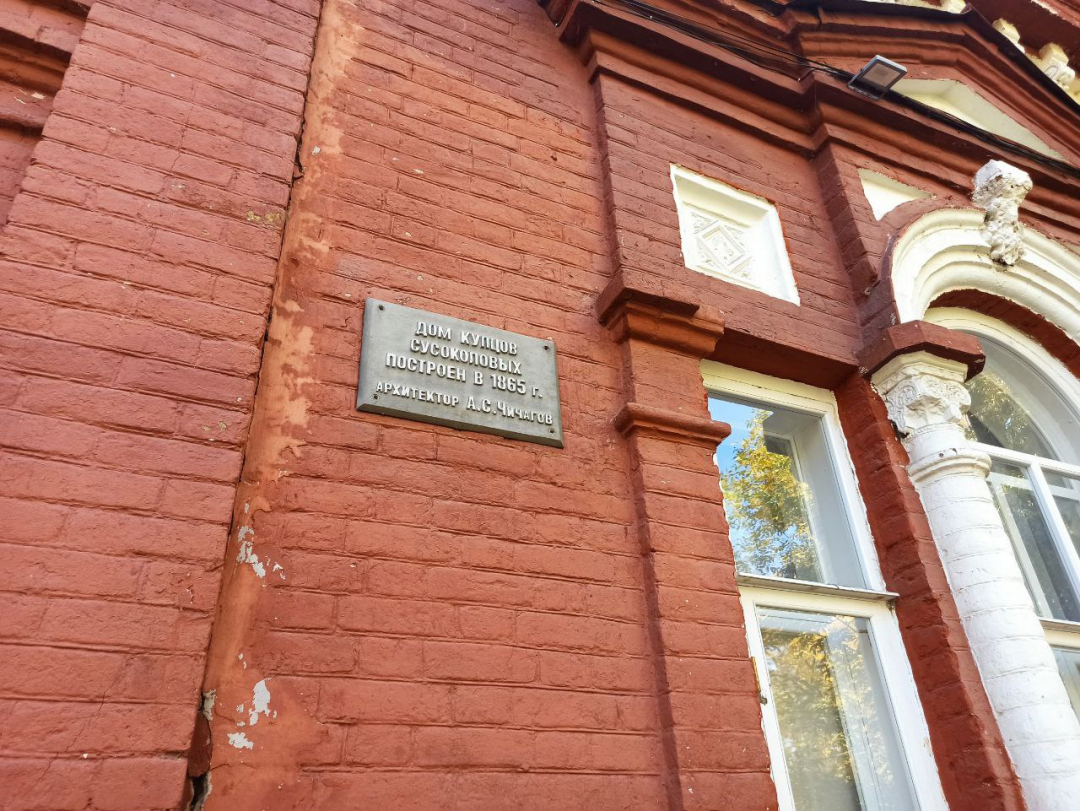 ДОМ КУПЦОВ
СУСОКОЛОВЫХ
ПОСТРОЕН В 1865 г.
АРХИТЕКТОР А.С.ЧИЧАГОВ